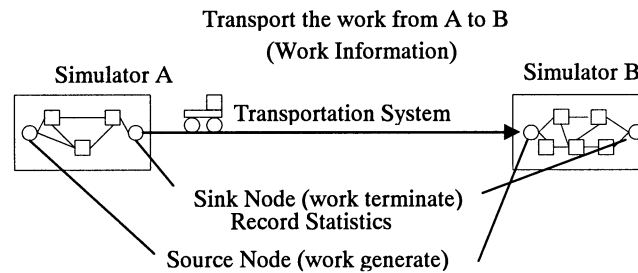 Transport the work from A to B
(Work Information)
Simulator A
Simulator B
Transportation System
Sink Node (work terminate)
Record Statistics
Source Node (work generate)